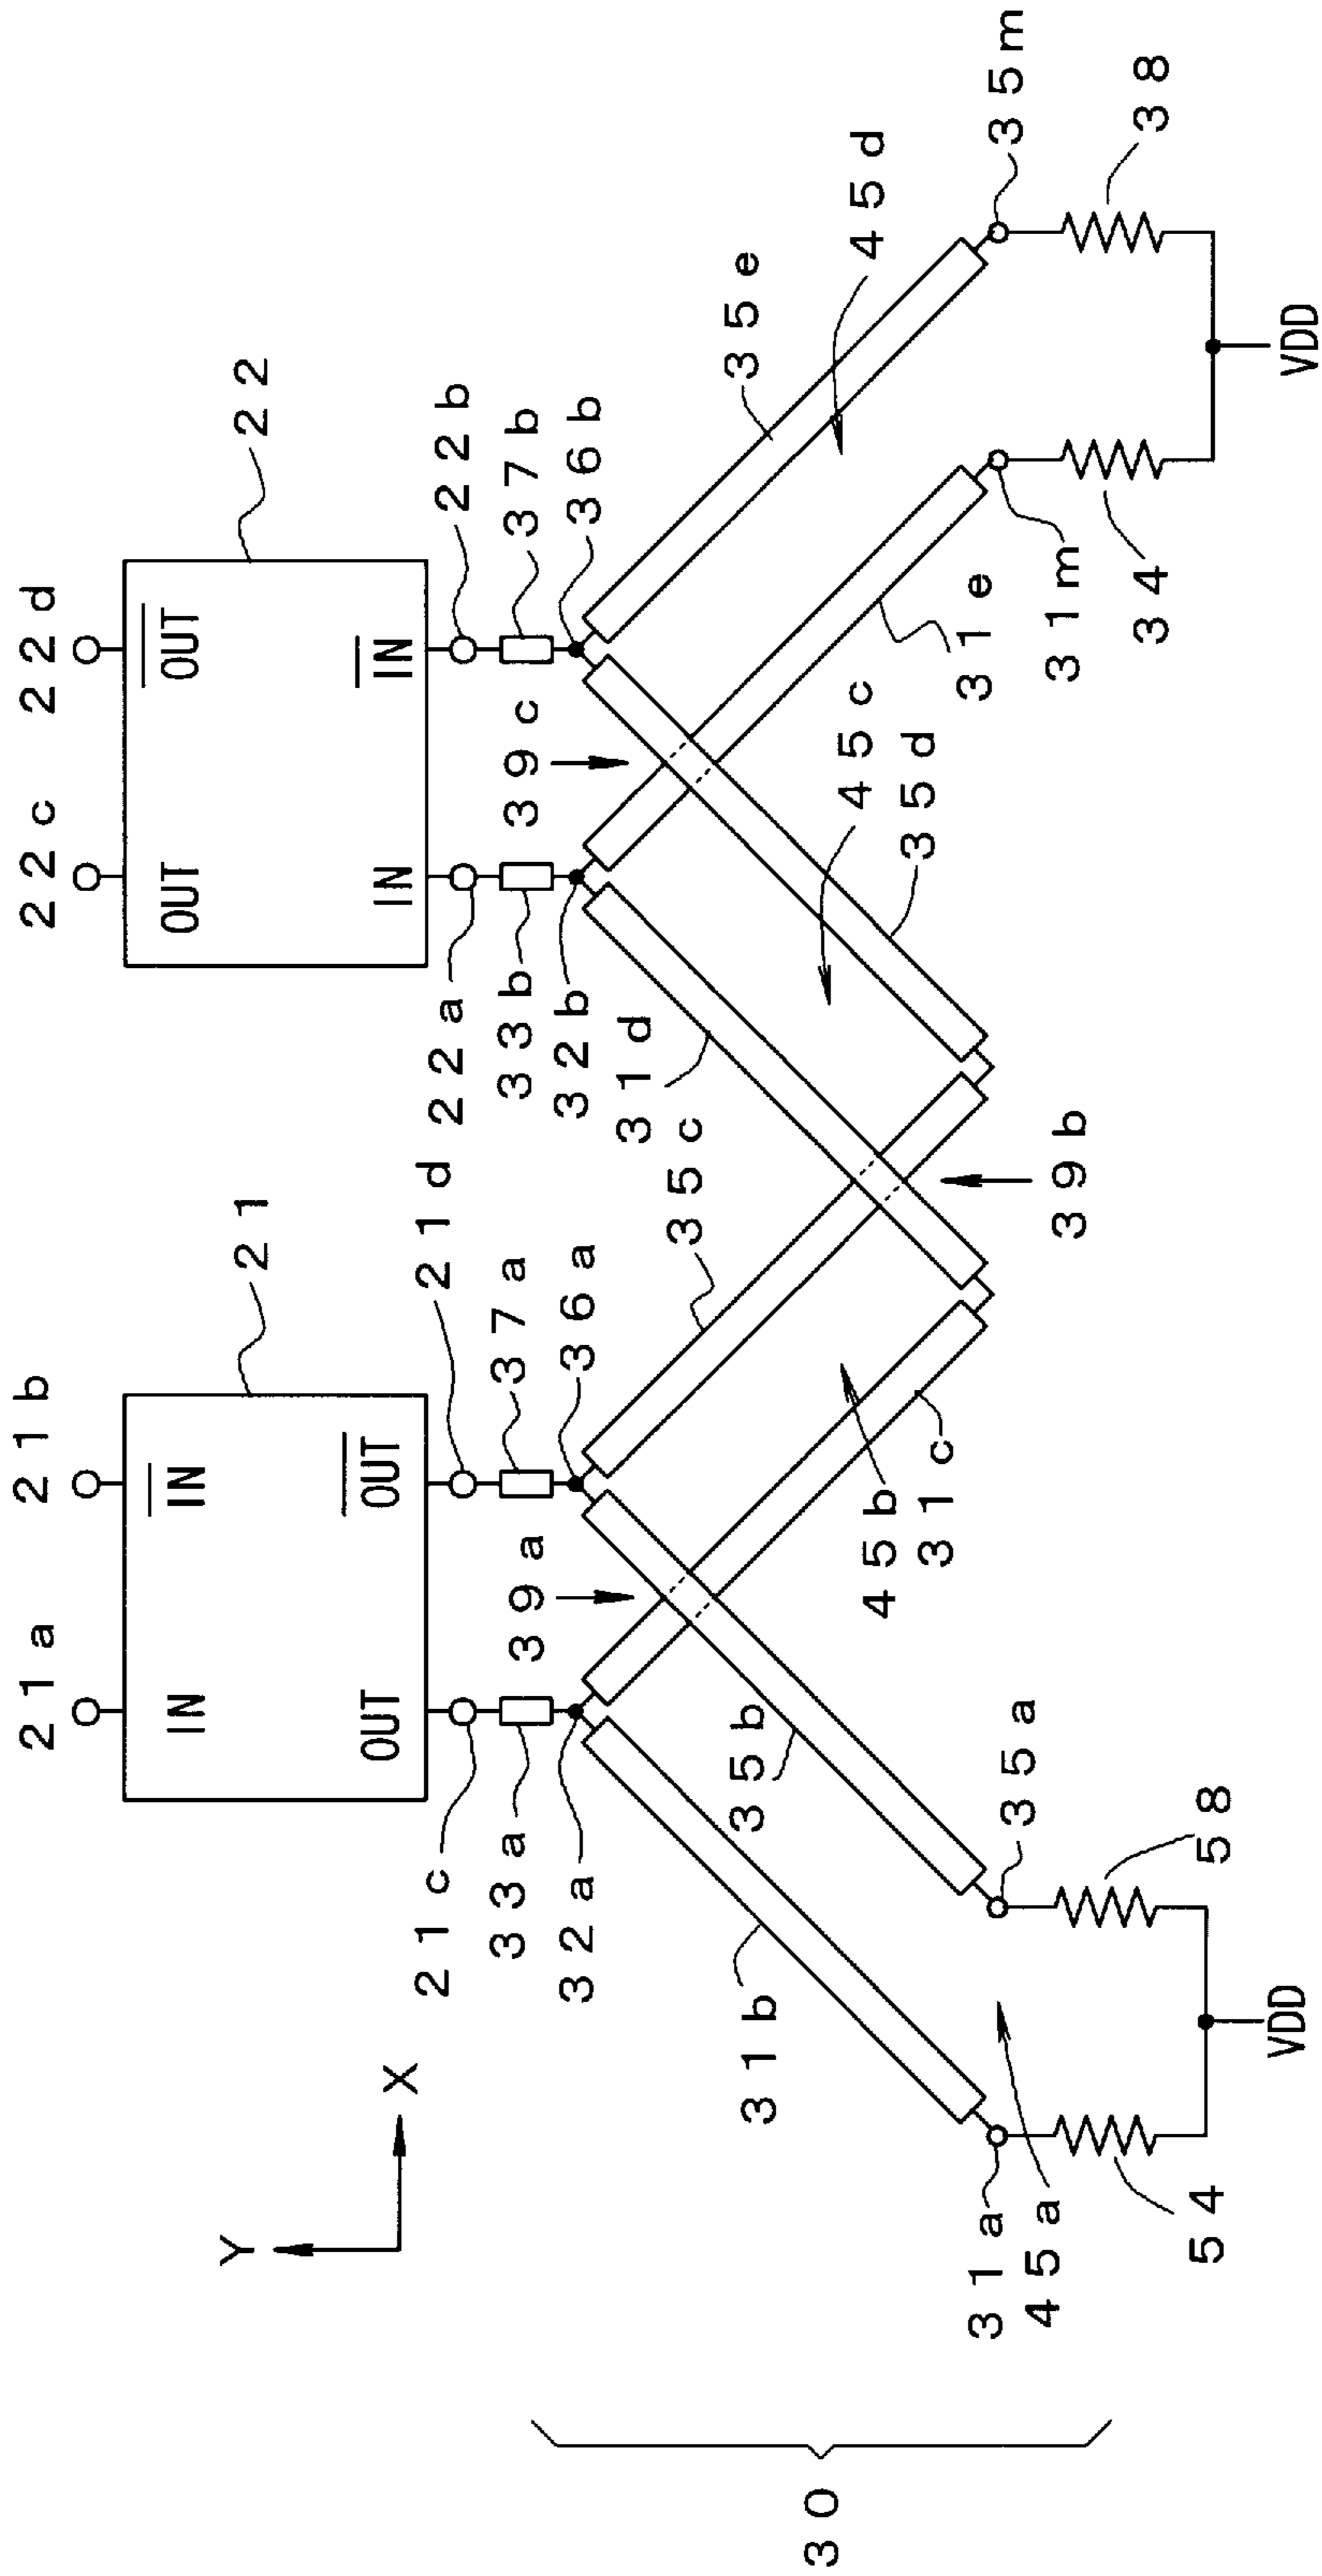 21a
21b
22c
22d
IN
IN
OUT
OUT
21
22
OUT
OUT
IN
IN
Y
X
21c
21d
22a
22b
33a
37a
33b
37b
39a
39c
32a
36a
32b
36b
31b
35b
35c
31d
35e
45b
31c
45c
35d
45d
31e
31a
45a
35a
39b
31m
35m
54
58
34
38
VDD
VDD
30